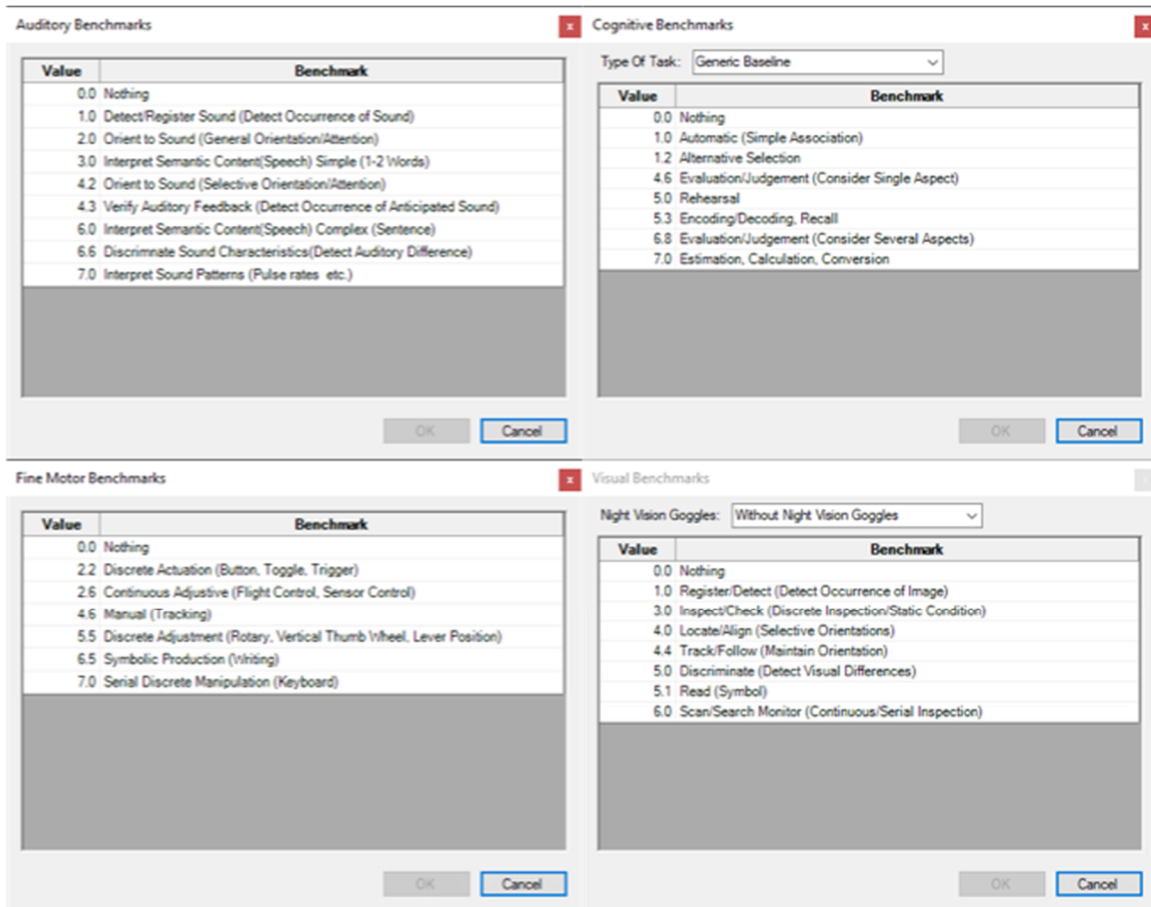 Auditory Benchmarks
x
Value Benchmark
0.0 Nothing
1.0 Detect/Register Sound (Detect Occurrence of Sound)
2.0 Orient to Sound (General Orientation/Attention)
3.0 Interpret Semantic Content(Speech) Simple (1-2 Words)
4.2 Orient to Sound (Selective Orientation/Attention)
4.3 Verify Auditory Feedback (Detect Occurrence of Anticipated Sound)
6.0 Interpret Semantic Content(Speech) Complex (Sentence)
6.6 Discrimnate Sound Characteristics(Detect Auditory Difference)
7.0 Interpret Sound Patterns (Pulse rates etc.)
OK Cancel
Cognitive Benchmarks
x
Type Of Task: Generic Baseline
Value Benchmark
0.0 Nothing
1.0 Automatic (Simple Association)
1.2 Alternative Selection
4.6 Evaluation/Judgement (Consider Single Aspect)
5.0 Rehearsal
5.3 Encoding/Decoding, Recall
6.8 Evaluation/Judgement (Consider Several Aspects)
7.0 Estimation, Calculation, Conversion
OK Cancel
Fine Motor Benchmarks
x
Value Benchmark
0.0 Nothing
2.2 Discrete Actuation (Button, Toggle, Trigger)
2.6 Continuous Adjustive (Flight Control, Sensor Control)
4.6 Manual (Tracking)
5.5 Discrete Adjustment (Rotary, Vertical Thumb Wheel, Lever Position)
6.5 Symbolic Production (Writing)
7.0 Serial Discrete Manipulation (Keyboard)
OK Cancel
Visual Benchmarks
Night Vision Goggles: Without Night Vision Goggles
Value Benchmark
0.0 Nothing
1.0 Register/Detect (Detect Occurrence of Image)
3.0 Inspect/Check (Discrete Inspection/Static Condition)
4.0 Locate/Align (Selective Orientations)
4.4 Track/Follow (Maintain Orientation)
5.0 Discriminate (Detect Visual Differences)
5.1 Read (Symbol)
6.0 Scan/Search Monitor (Continuous/Serial Inspection)
OK Cancel